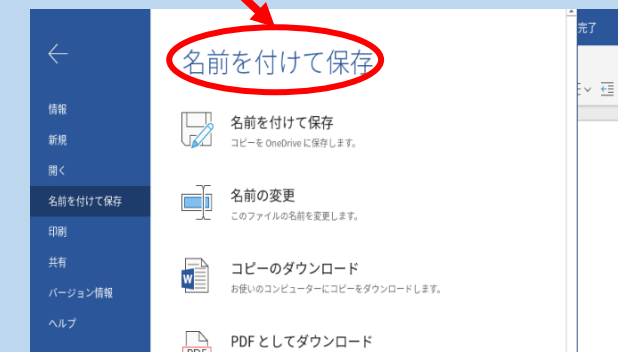 完了
名前を付けて保存
情報
新規
開く
名前を付けて保存
印刷
共有
バージョン情報
ヘルプ
名前を付けて保存
コピーを OneDrive に保存します。
名前の変更
このファイルの名前を変更します。
W
コピーのダウンロード
お使いのコンピューターにコピーをダウンロードします。
PDF
PDF としてダウンロード